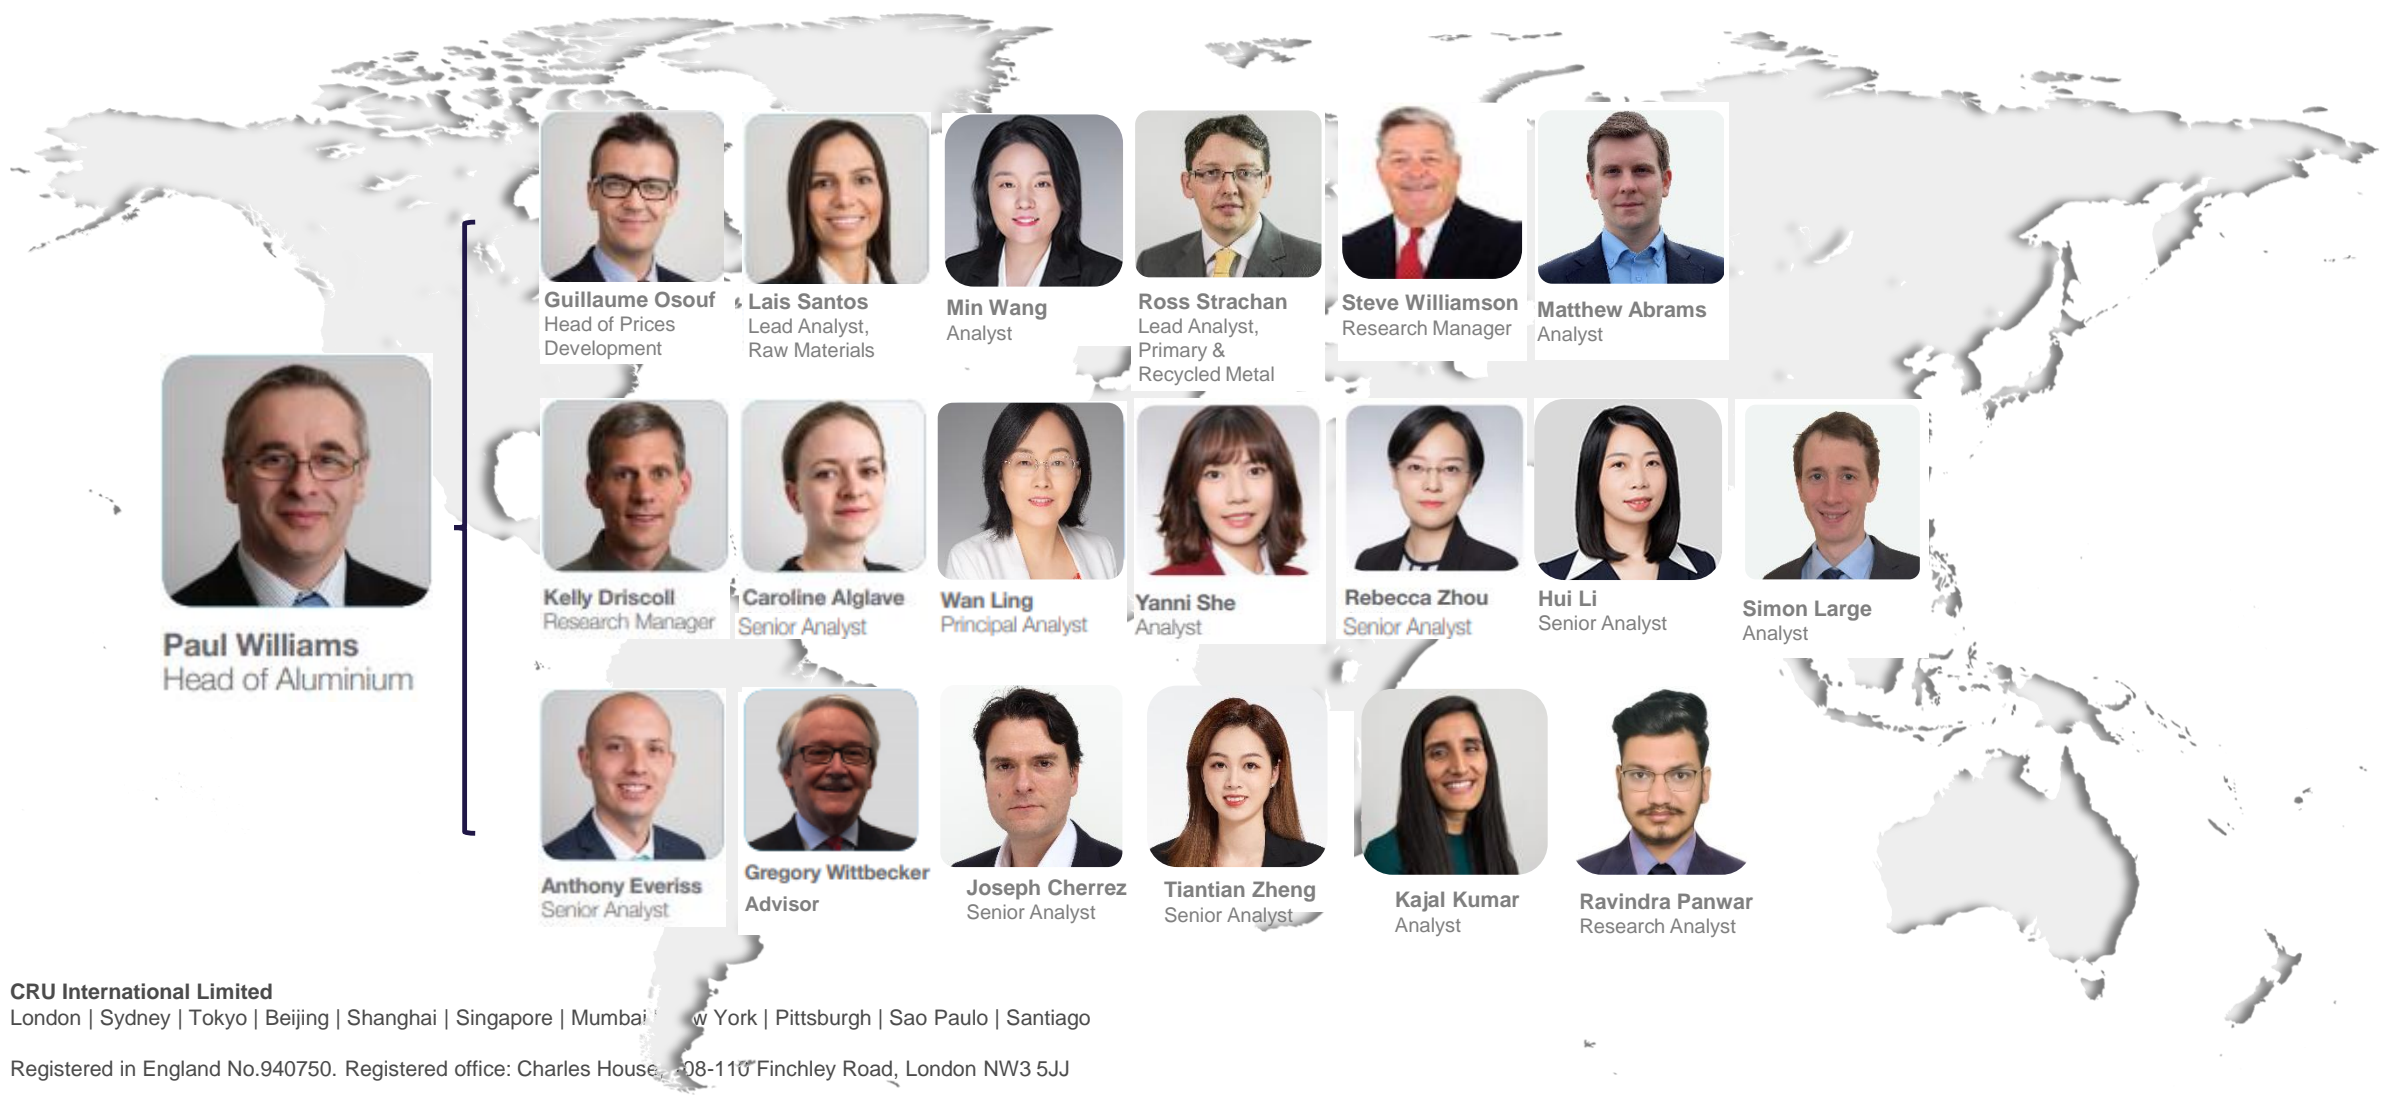 Guillaume Osouf
Head of Prices
Development
Lais Santos
Lead Analyst,
Raw Materials
Min Wang
Analyst
Ross Strachan
Lead Analyst,
Primary &
Recycled Metal
Steve Williamson
Research Manager
Matthew Abrams
Analyst
Paul Williams
Head of Aluminium
Kelly Driscoll
Research Manager
Caroline Alglave
Senior Analyst
Wan Ling
Principal Analyst
Yanni She
Analyst
Rebecca Zhou
Senior Analyst
Hui Li
Senior Analyst
Simon Large
Analyst
Anthony Everiss
Senior Analyst
Gregory Wittbecker
Advisor
Joseph Cherrez
Senior Analyst
Tiantian Zheng
Senior Analyst
Kajal Kumar
Analyst
Ravindra Panwar
Research Analyst
CRU International Limited
London | Sydney | Tokyo | Beijing | Shanghai | Singapore | Mumbai York | Pittsburgh | Sao Paulo | Santiago
Registered in England No.940750. Registered office: Charles House, Finchley Road, London NW3 5JJ